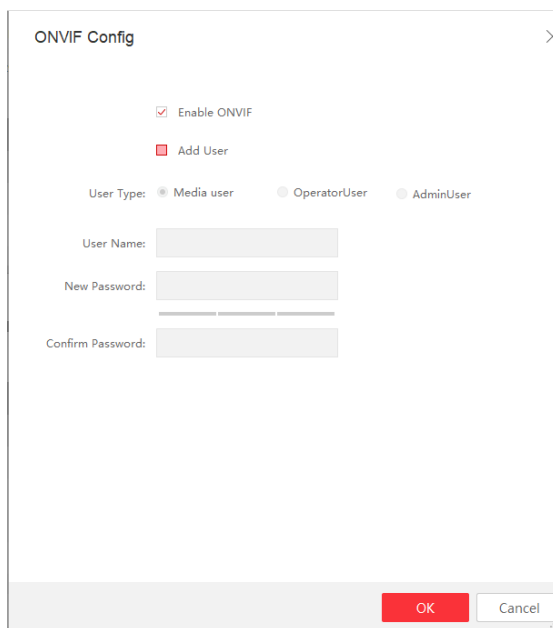 ONVIF Config
Enable ONVIF
Add User
User Type: Media user OperatorUser AdminUser
User Name:
New Password:
Confirm Password:
OK Cancel